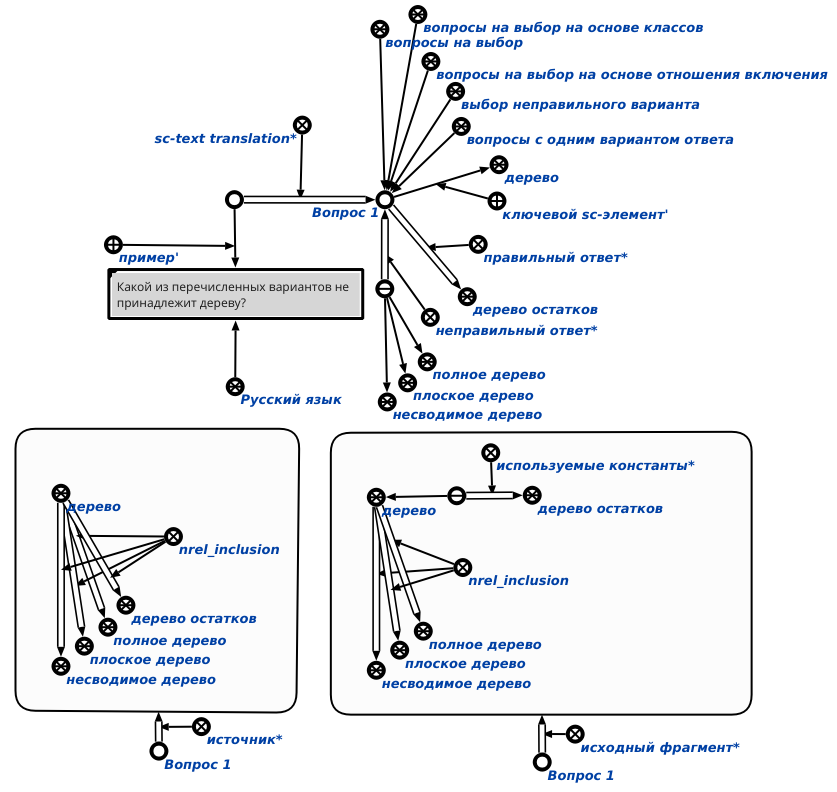 вопросы на выбор на основе классов
вопросы на выбор
вопросы на выбор на основе отношения включения
выбор неправильного варианта
sc-text translation*
вопросы с одним вариантом ответа
дерево
Вопрос 1
ключевой sc-элемент'
пример'
правильный ответ*
Какой из перечисленных вариантов не
принадлежит дереву?
дерево остатков
неправильный ответ*
полное дерево
плоское дерево
Русский язык
несводимое дерево
дерево
nrel_inclusion
дерево остатков
полное дерево
плоское дерево
несводимое дерево
источник*
Вопрос 1
используемые константы*
дерево
дерево остатков
nrel_inclusion
полное дерево
плоское дерево
несводимое дерево
исходный фрагмент*
Вопрос 1